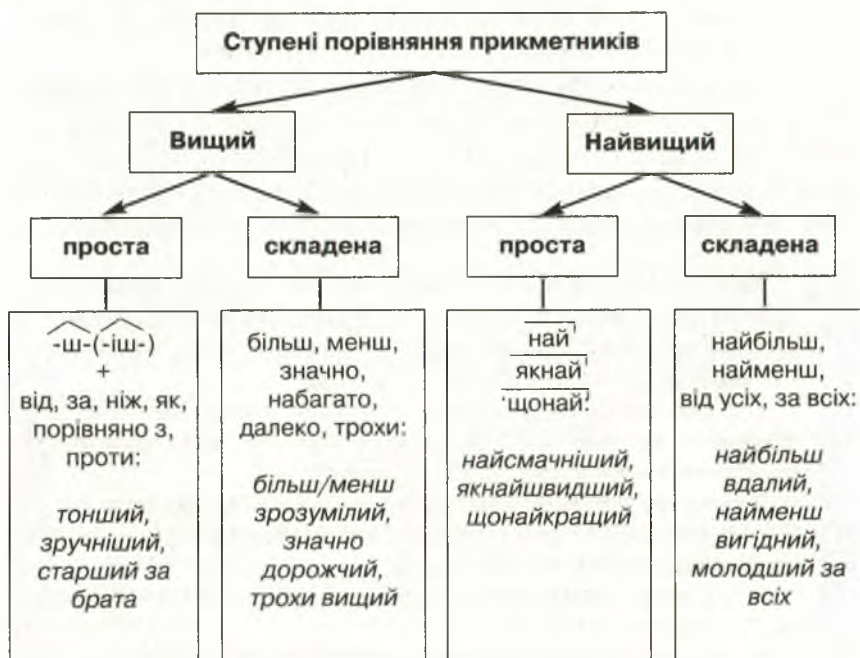 Ступені порівняння прикметників
Вищий
Найвищий
проста
складена
проста
складена
-ш-(-іш-)
+
від, за, ніж, як,
порівняно з,
проти:
тонший,
зручніший,
старший за
брата
більш, менш,
значно,
набагато,
далеко, трохи:
більш/менш
зрозумілий,
значно
дорожчий,
трохи вищий
най
якнай
щонай:
найсмачніший,
якнайшвидший,
щонайкращий
найбільш,
найменш,
від усіх, за всіх:
найбільш
вдалий,
найменш
вигідний,
молодший за
всіх